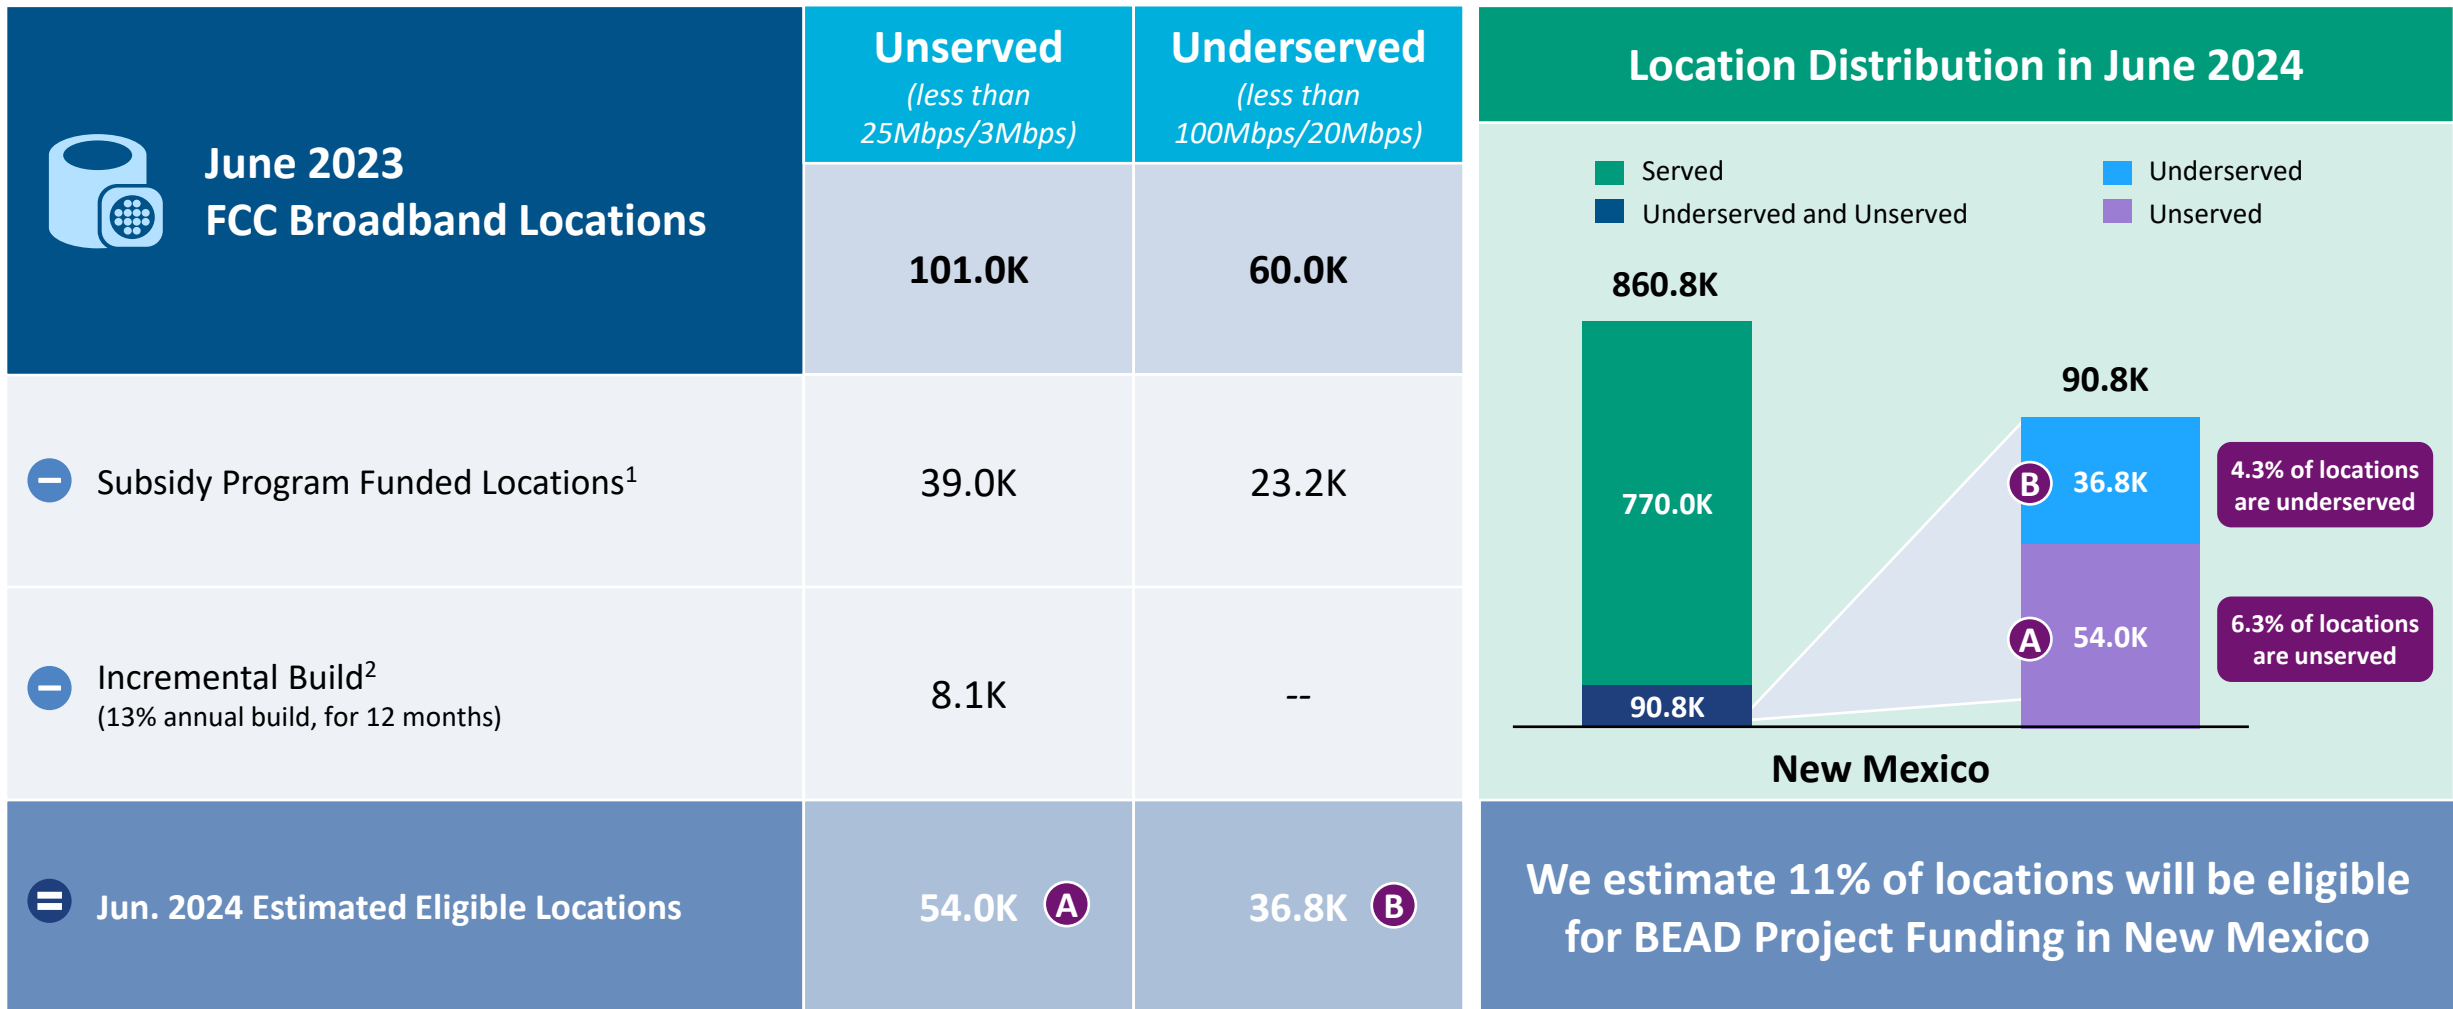 June 2023
FCC Broadband Locations
Unserved
(less than
25Mbps/3Mbps)
Underserved
(less than
100Mbps/20Mbps)
101.0K
60.0K
Subsidy Program Funded Locations1
39.0K
23.2K
Incremental Build2
(13% annual build, for 12 months)
8.1K
--
Jun. 2024 Estimated Eligible Locations
54.0K A
36.8K B
Location Distribution in June 2024
Served
Underserved
Underserved and Unserved
Unserved
860.8K
770.0K
90.8K
90.8K
B 36.8K
4.3% of locations
are underserved
A 54.0K
6.3% of locations
are unserved
New Mexico
We estimate 11% of locations will be eligible
for BEAD Project Funding in New Mexico